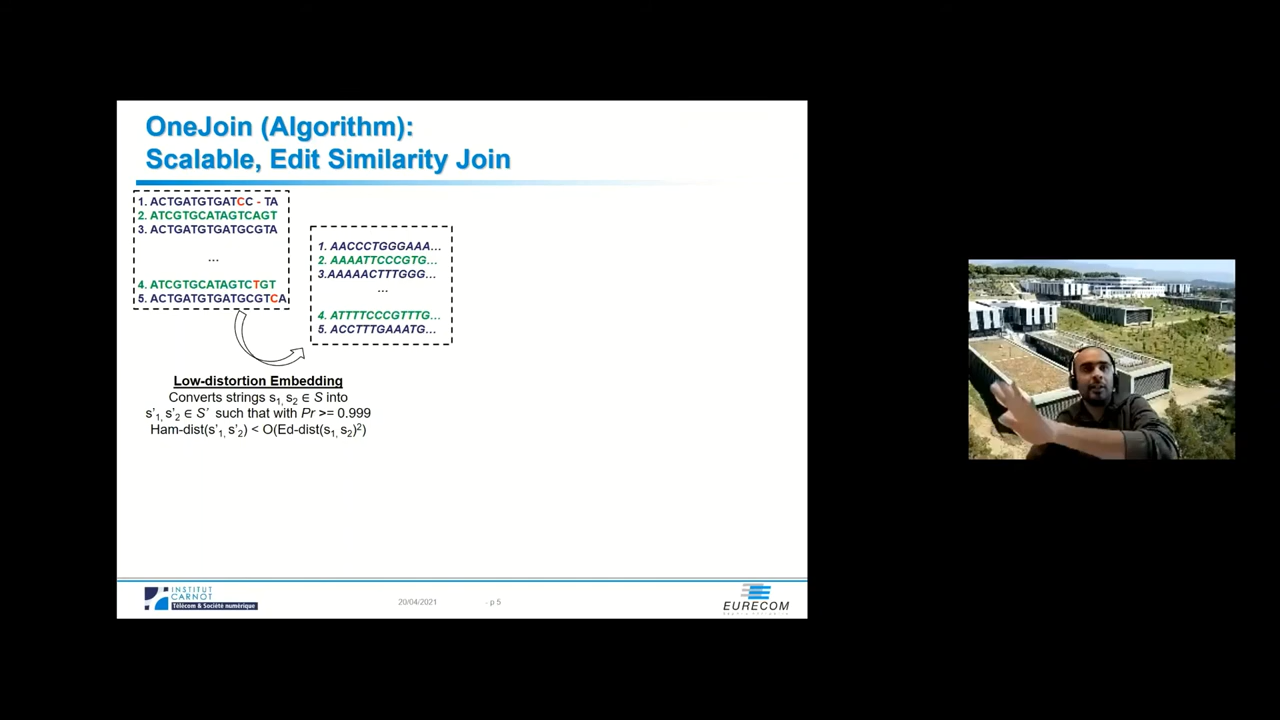 OneJoin (Algorithm):
Scalable, Edit Similarity Join
1. ACTGATGTGATCC - TA
2. ATCGTGCATAGTCAGT
3. ACTGATGTGATGCGTA
...
4. ATCGTGCATAGTCTGT
5. ACTGATGTGATGCGTCA
1. AACCCTGGGAAA...
2. AAAATTCCCGTG...
3.AAAAACTTTGGG...
...
4. ATTTTCCCGTTTG...
5. ACCTTTGAAATG...
Low-distortion Embedding
Converts strings s1, s2 ∈ S into
s'1, s'2 ∈ S' such that with Pr >= 0.999
Ham-dist(s'1, s'2) < O(Ed-dist(s1, s2)²)
INSTITUT
CARNOT
Télécom & Société numérique
20/04/2021
- p 5
EURECOM